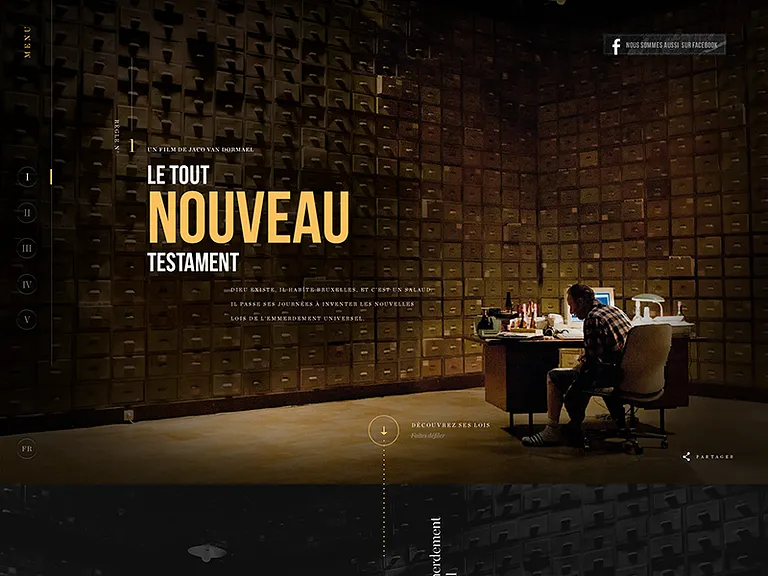 MENU
NOUS SOMMES AUSSI SUR FACEBOOK
RÈGLE N°
1
UN FILM DE JACO VAN DORMAEL
LE TOUT
NOUVEAU
TESTAMENT
DIEU EXISTE, IL HABITE BRUXELLES, ET C'EST UN SALAUD.
IL PASSE SES JOURNÉES À INVENTER LES NOUVELLES
LOIS DE L'EMMERDEMENT UNIVERSEL.
I
II
III
IV
V
DÉCOUVREZ SES LOIS
Faites défiler
FR
PARTAGER
merdement